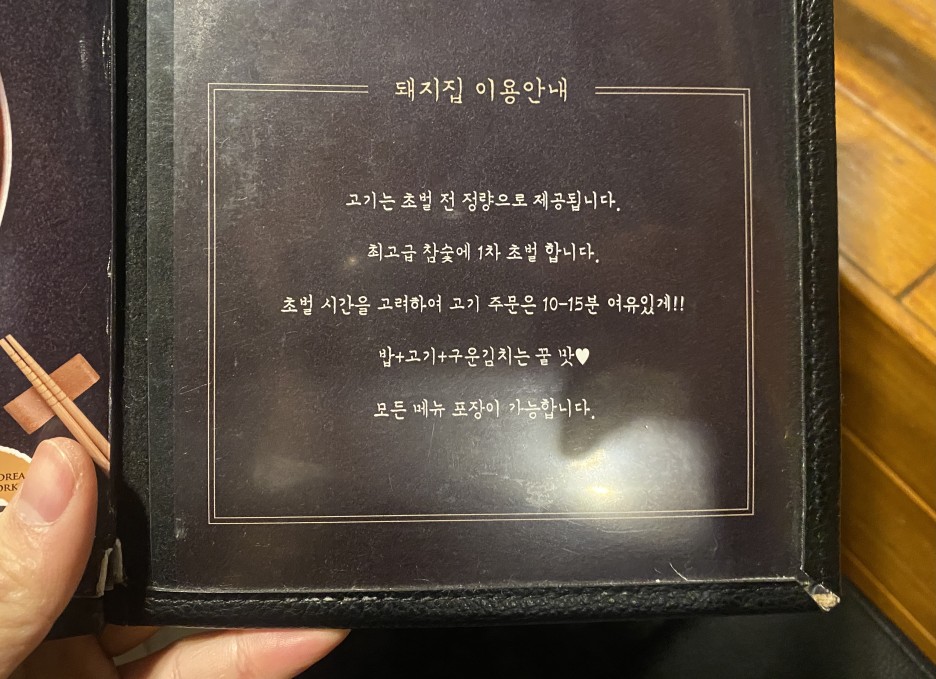 돼지집 이용안내
고기는 초벌 전 정량으로 제공됩니다.
최고급 참숯에 1차 초벌 합니다.
초벌 시간을 고려하여 고기 주문은 10-15분 여유있게!!
밥+고기+구운김치는 꿀 맛♥
모든 메뉴 포장이 가능합니다.